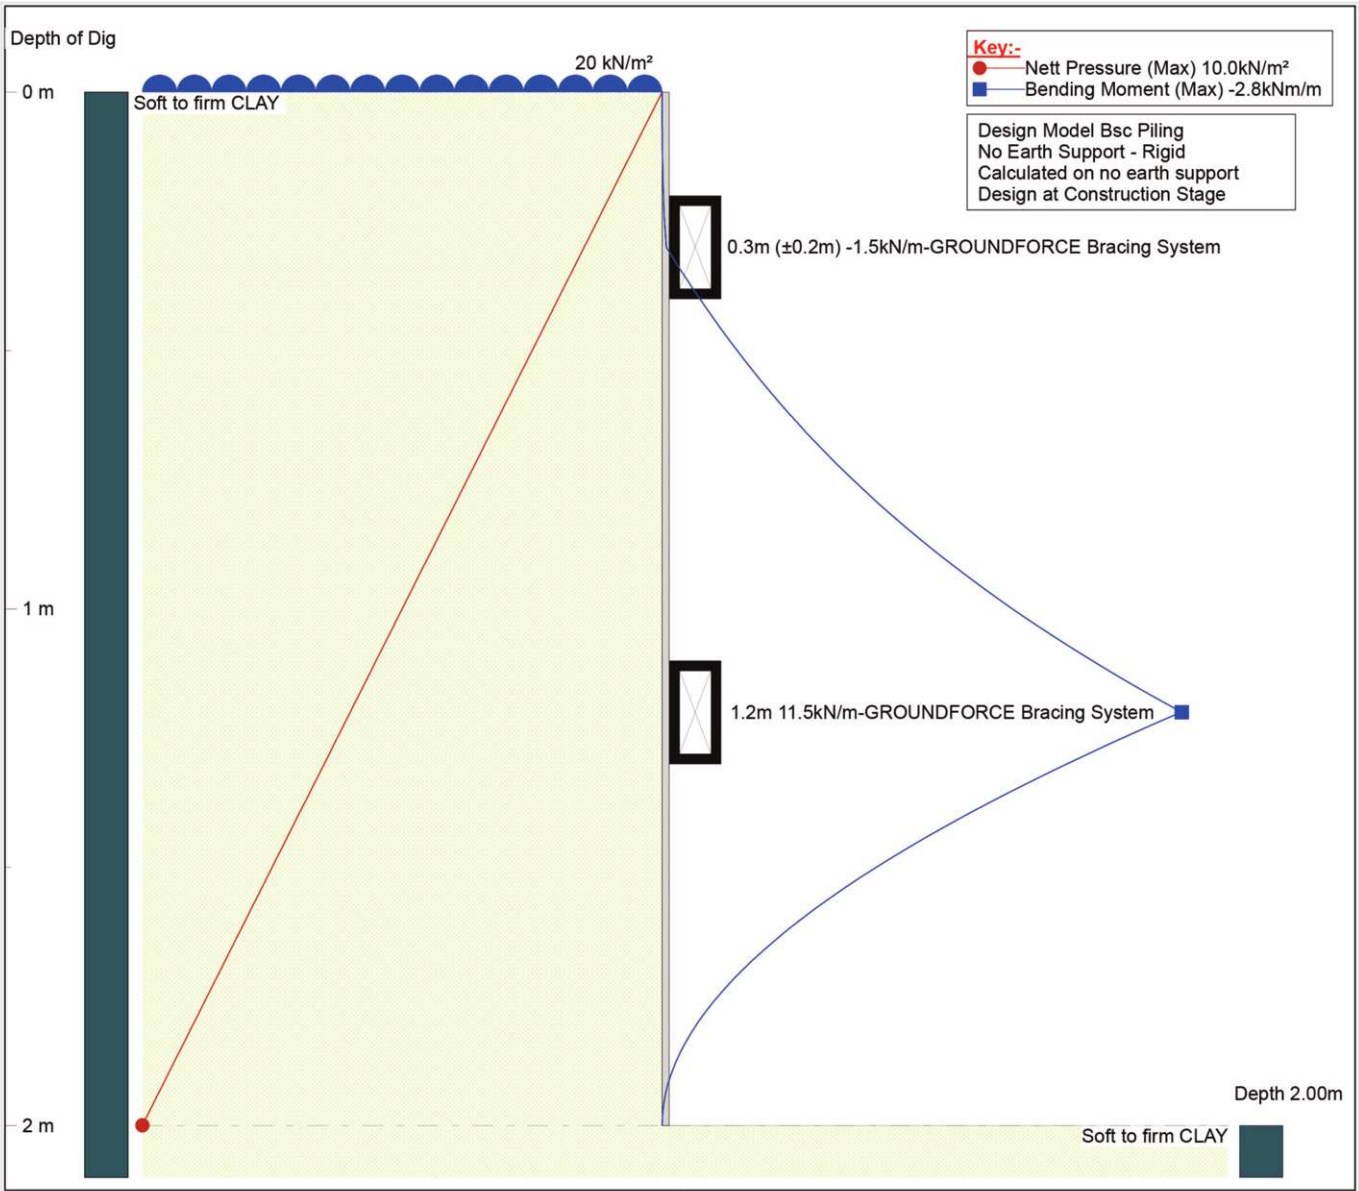 Depth of Dig
20 kN/m²
Key:-
Nett Pressure (Max) 10.0kN/m²
Bending Moment (Max) -2.8kNm/m
0 m
Soft to firm CLAY
Design Model Bsc Piling
No Earth Support - Rigid
Calculated on no earth support
Design at Construction Stage
0.3m (±0.2m) -1.5kN/m-GROUNDFORCE Bracing System
1 m
1.2m 11.5kN/m-GROUNDFORCE Bracing System
Depth 2.00m
2 m
Soft to firm CLAY